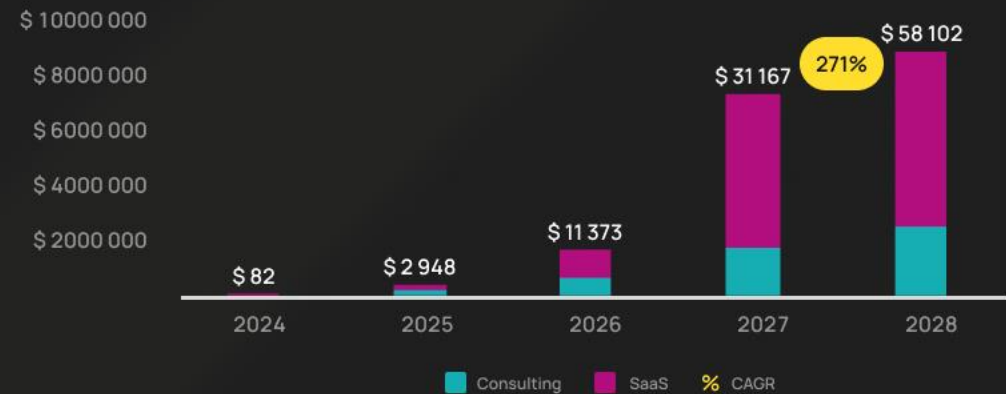 $ 10000 000
$ 8000 000
$ 6000 000
$ 4000 000
$ 2000 000
$ 82
$ 2 948
$ 11 373
$ 31 167
271%
$ 58 102
2024 2025 2026 2027 2028
Consulting SaaS % CAGR